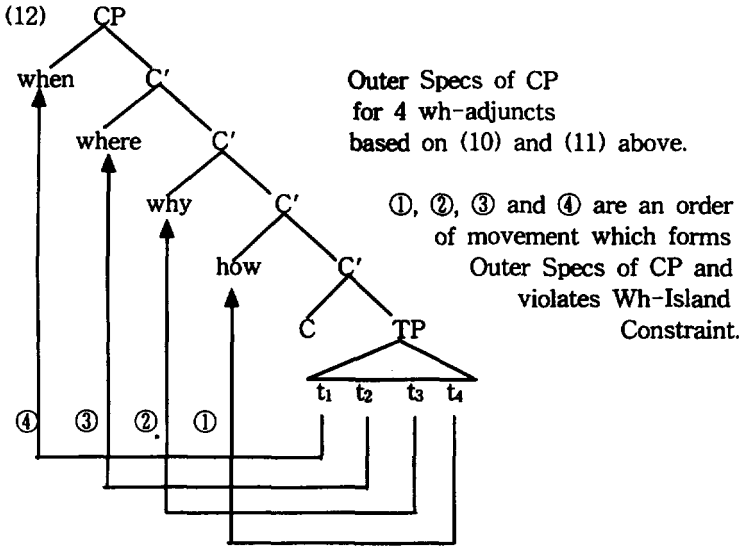 (12) CP
when C′
Outer Specs of CP
for 4 wh-adjuncts
where C′
based on (10) and (11) above.
why C′
①, ②, ③ and ④ are an order
of movement which forms
how C′
Outer Specs of CP and
violates Wh-Island
C TP
Constraint.
t₁ t₂ t₃ t₄
④ ③ ② ①